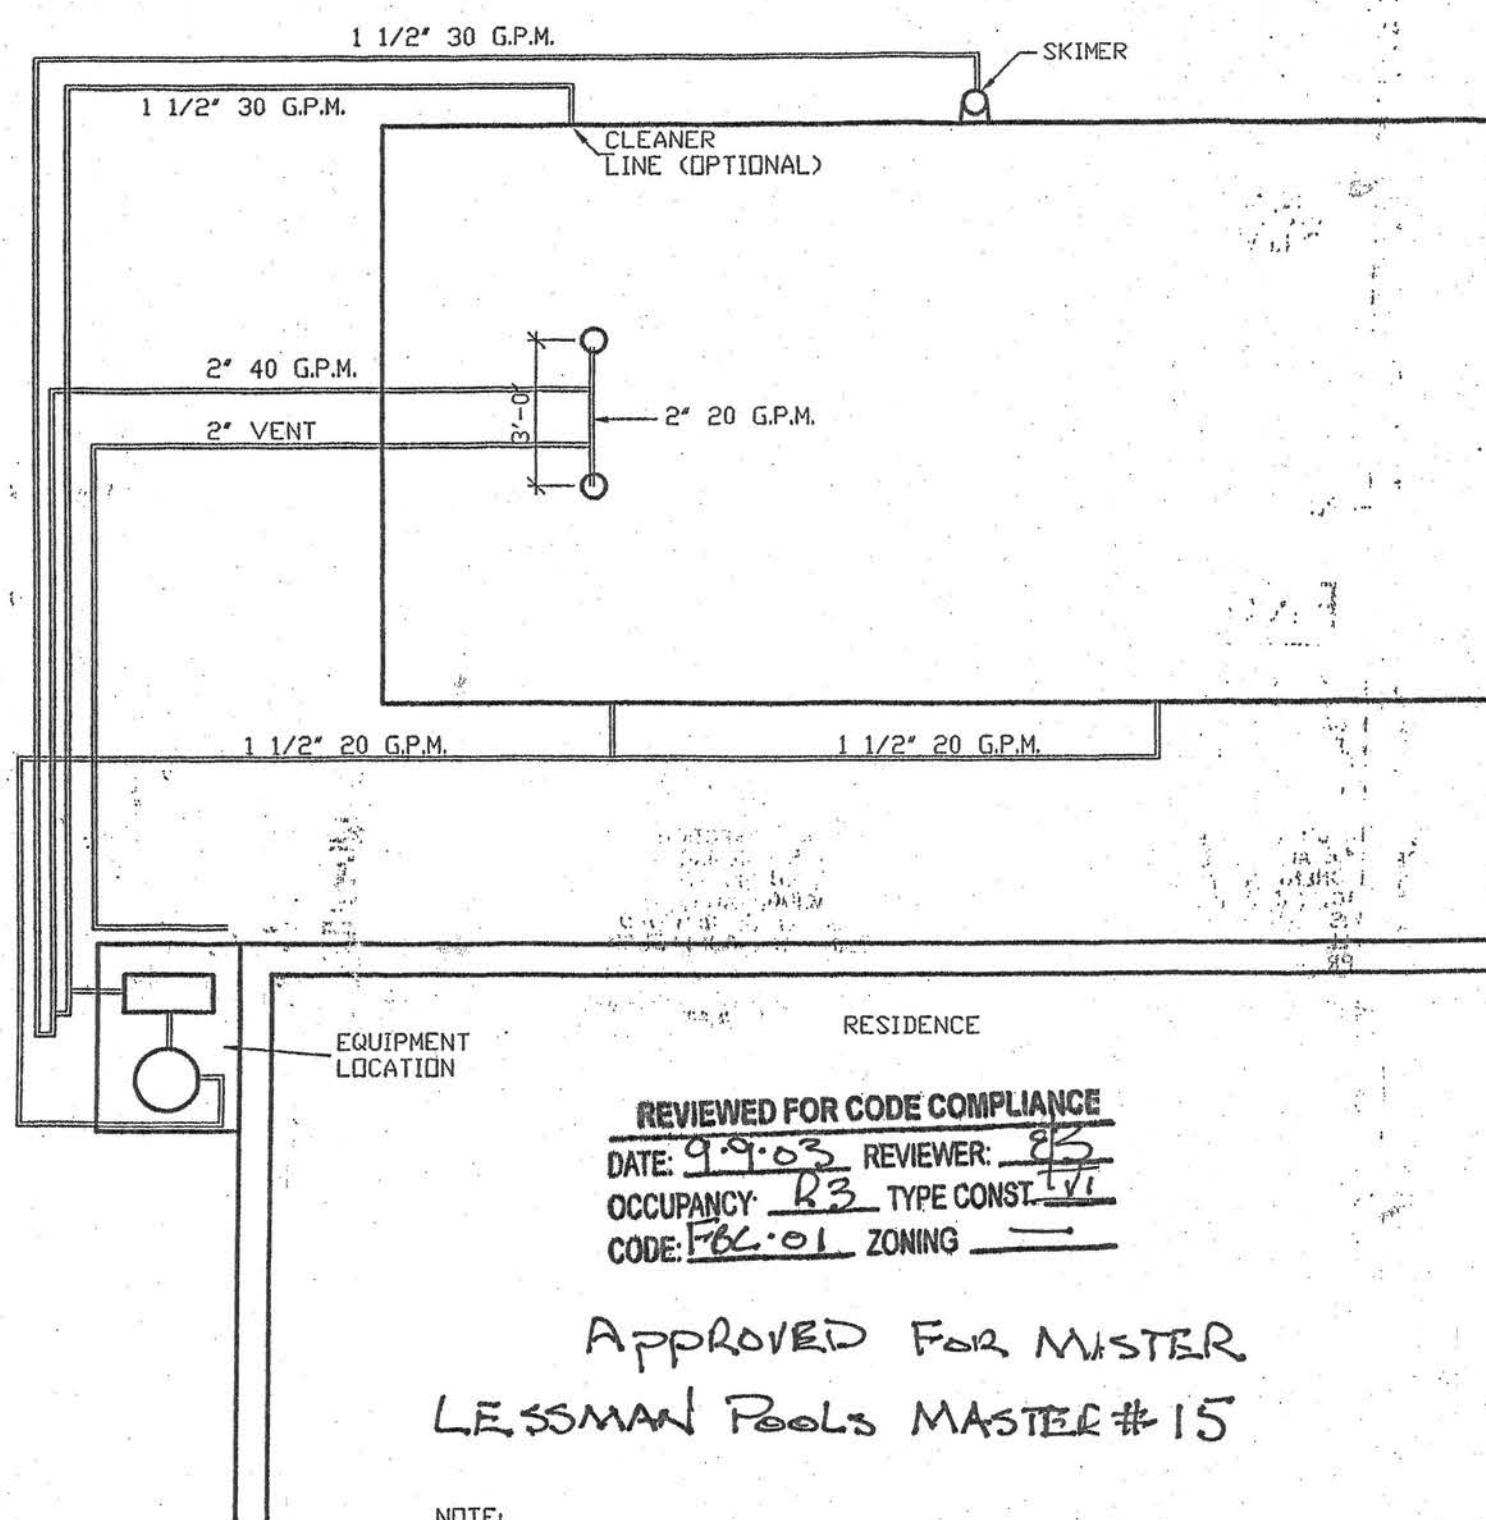 1 1/2" 30 G.P.M.
SKIMER
1 1/2" 30 G.P.M.
CLEANER
LINE (OPTIONAL)
2" 40 G.P.M.
3'-0"
2" 20 G.P.M.
2" VENT
1 1/2" 20 G.P.M.
1 1/2" 20 G.P.M.
EQUIPMENT
LOCATION
RESIDENCE
REVIEWED FOR CODE COMPLIANCE
DATE: 9.9.03 REVIEWER:
OCCUPANCY R3 TYPE CONST. VI
CODE: FBC.01 ZONING —
APPROVED FOR MASTER
LESSMAN POOLS MASTER # 15
NOTE: